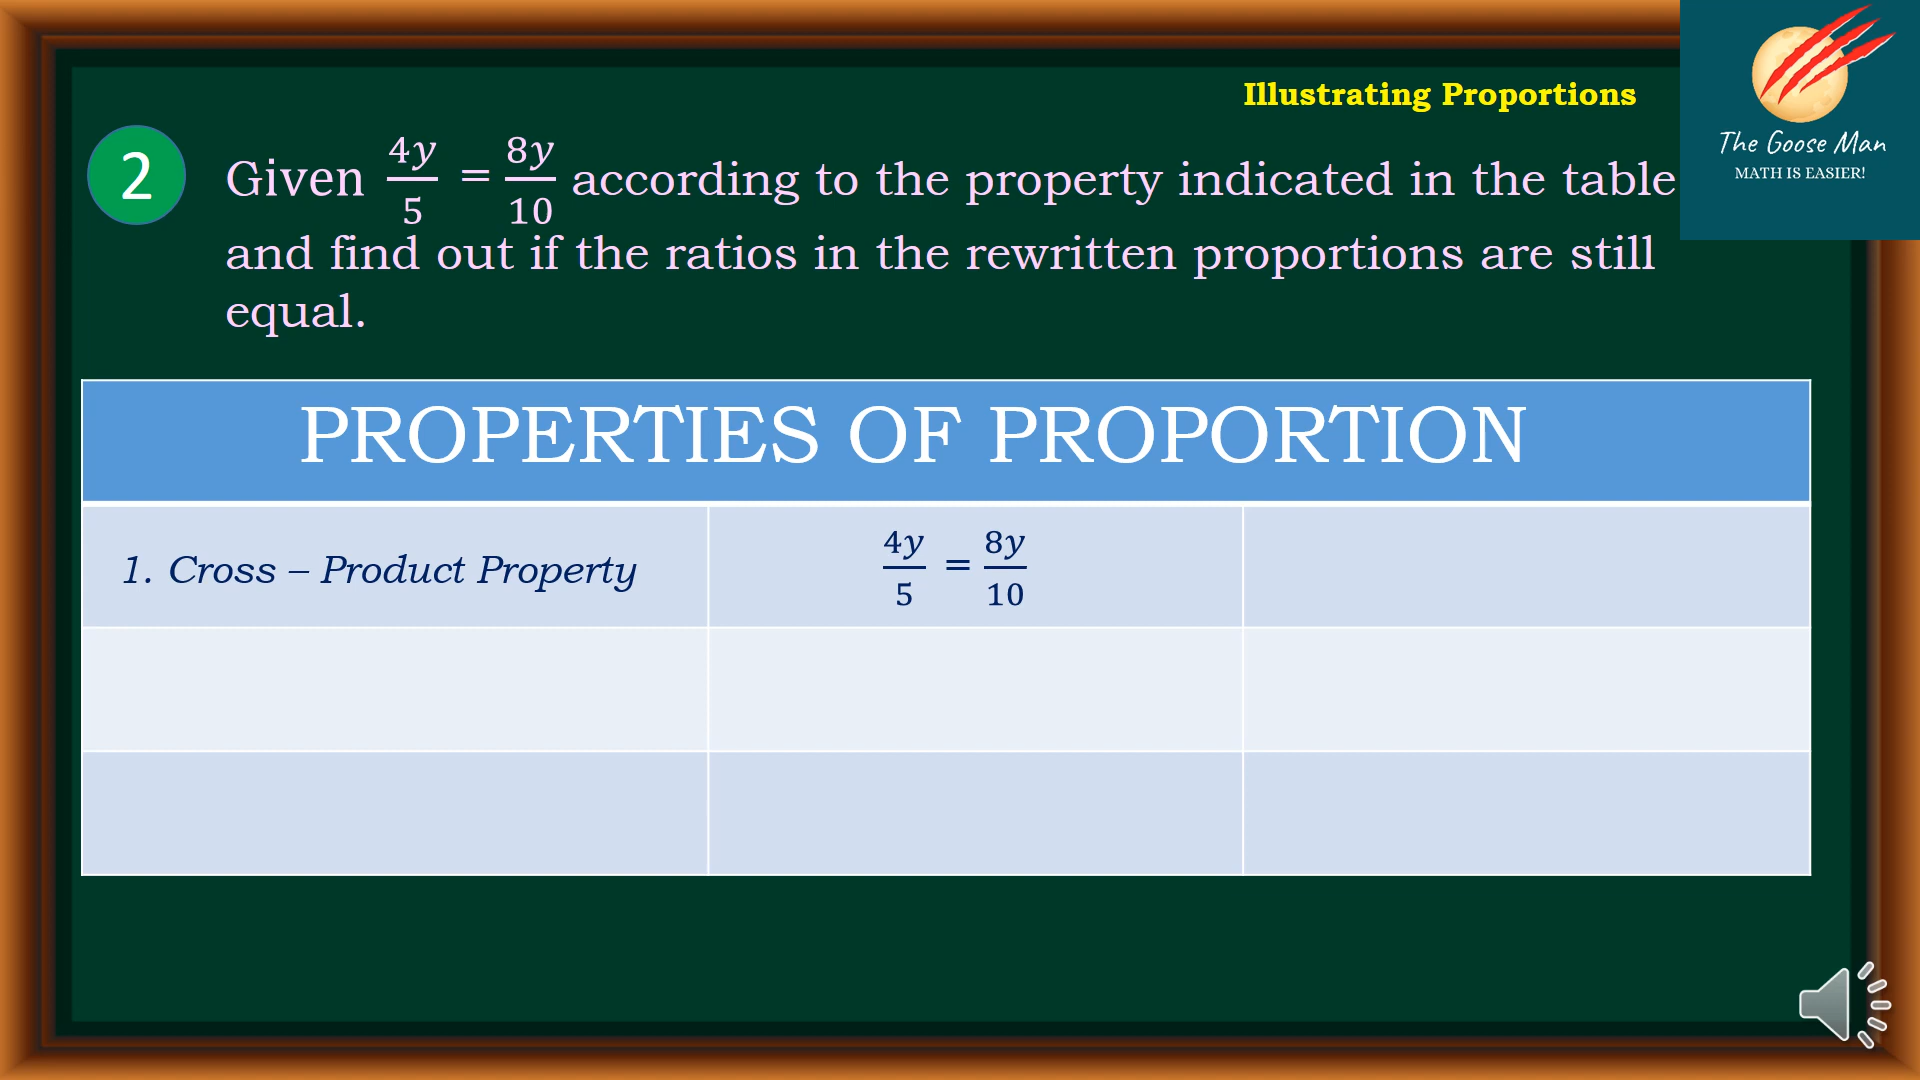 Illustrating Proportions
The Goose Man
MATH IS EASIER!
2
Given 4y/5 = 8y/10 according to the property indicated in the table
and find out if the ratios in the rewritten proportions are still
equal.
PROPERTIES OF PROPORTION
1. Cross – Product Property
4y/5 = 8y/10